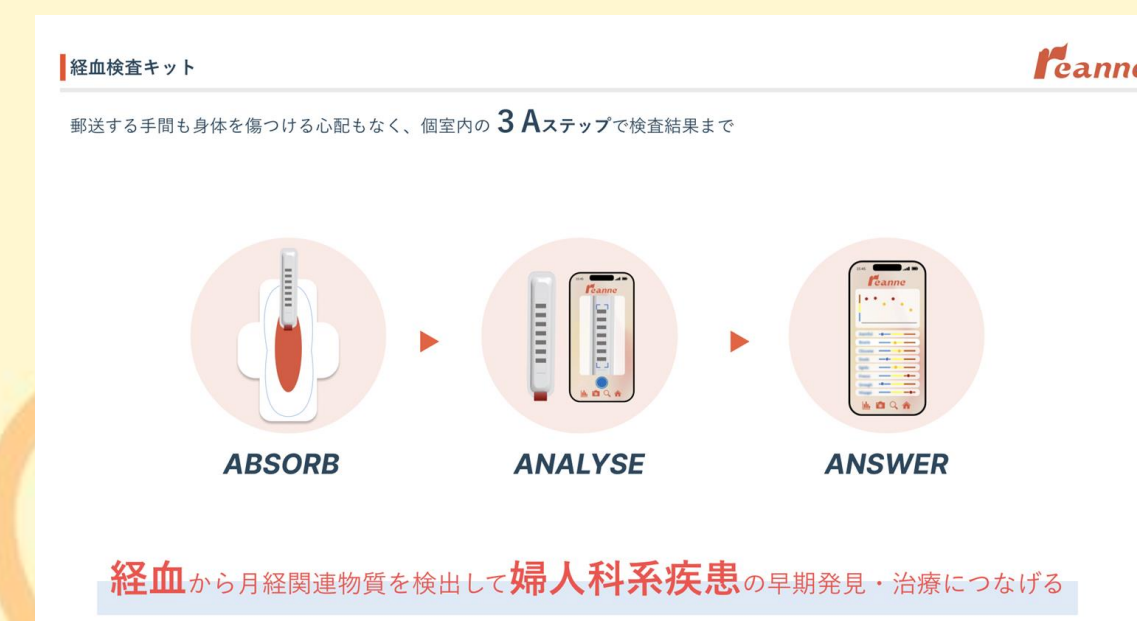 経血検査キット
reanne
郵送する手間も身体を傷つける心配もなく、個室内の 3Aステップで検査結果まで
reanne
reanne
ABSORB
ANALYSE
ANSWER
経血から月経関連物質を検出して婦人科系疾患の早期発見・治療につなげる